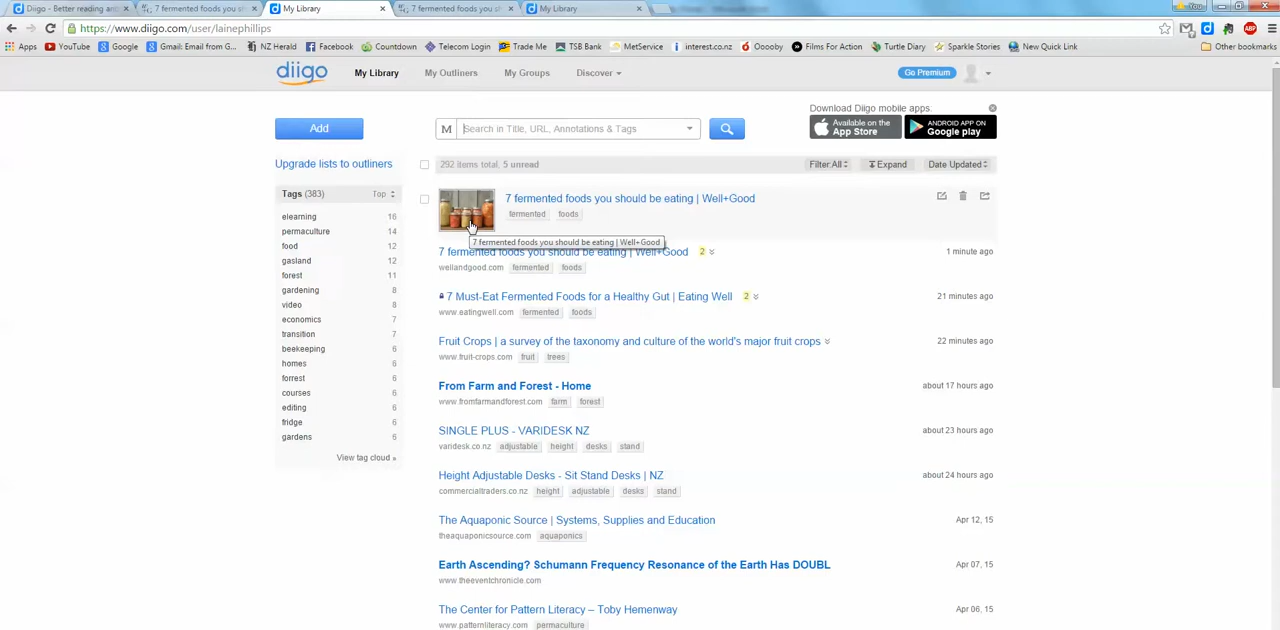 Diigo - Better reading an
7 fermented foods you sh
My Library
7 fermented foods you sh
My Library
You
https://www.diigo.com/user/lainephillips
Apps YouTube Google Gmail: Email from G... NZ Herald Facebook Countdown Telecom Login Trade Me TSB Bank MetService interest.co.nz Ooooby Films For Action Turtle Diary Sparkle Stories New Quick Link Other bookmarks
diigo My Library My Outliners My Groups Discover Go Premium
Download Diigo mobile apps:
Add
M Search in Title, URL, Annotations & Tags
Available on the App Store
ANDROID APP ON Google play
Upgrade lists to outliners
292 items total. 5 unread Filter:All Expand Date Updated
Tags (383) Top
elearning 16
permaculture 14
food 12
gasland 12
forest 11
gardening 8
video 8
economics 7
transition 7
beekeeping 6
homes 6
forrest 6
courses 6
editing 6
fridge 6
gardens 6
View tag cloud »
7 fermented foods you should be eating | Well+Good
fermented foods
7 fermented foods you should be eating | Well+Good
7 fermented foods you should be eating | Well+Good 2 1 minute ago
wellandgood.com fermented foods
7 Must-Eat Fermented Foods for a Healthy Gut | Eating Well 2 21 minutes ago
www.eatingwell.com fermented foods
Fruit Crops | a survey of the taxonomy and culture of the world's major fruit crops 22 minutes ago
www.fruit-crops.com fruit trees
From Farm and Forest - Home about 17 hours ago
www.fromfarmandforest.com farm forest
SINGLE PLUS - VARIDESK NZ about 23 hours ago
varidesk.co.nz adjustable height desks stand
Height Adjustable Desks - Sit Stand Desks | NZ about 24 hours ago
commercialtraders.co.nz height adjustable desks stand
The Aquaponic Source | Systems, Supplies and Education Apr 12, 15
theaquaponicsource.com aquaponics
Earth Ascending? Schumann Frequency Resonance of the Earth Has DOUBL Apr 07, 15
www.theeventchronicle.com
The Center for Pattern Literacy – Toby Hemenway Apr 06, 15
www.patternliteracy.com permaculture